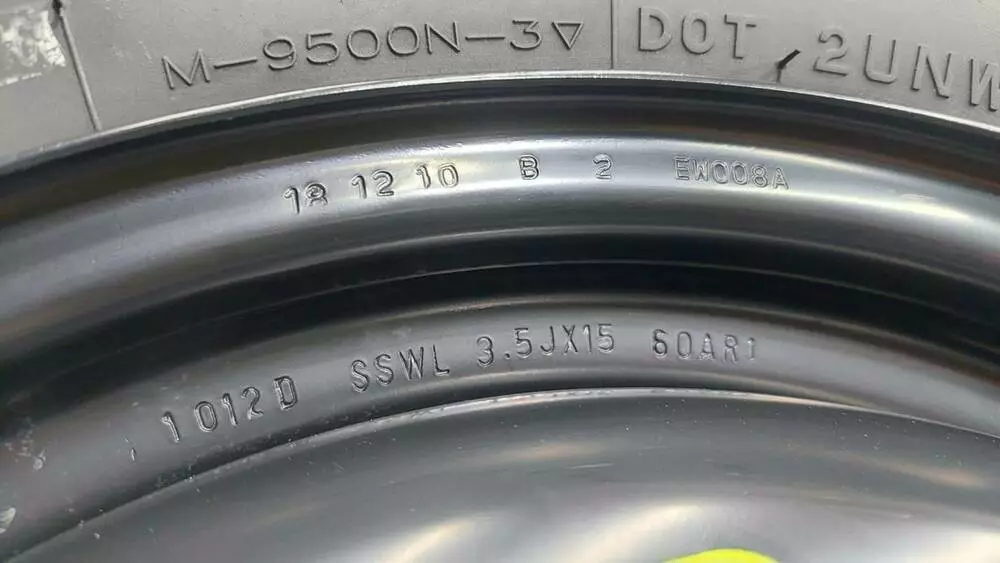 M-9500N-3▽
DOT 2UNW
18 12 10 B 2 EW008A
1012D SSWL 3.5JX15 60AR1